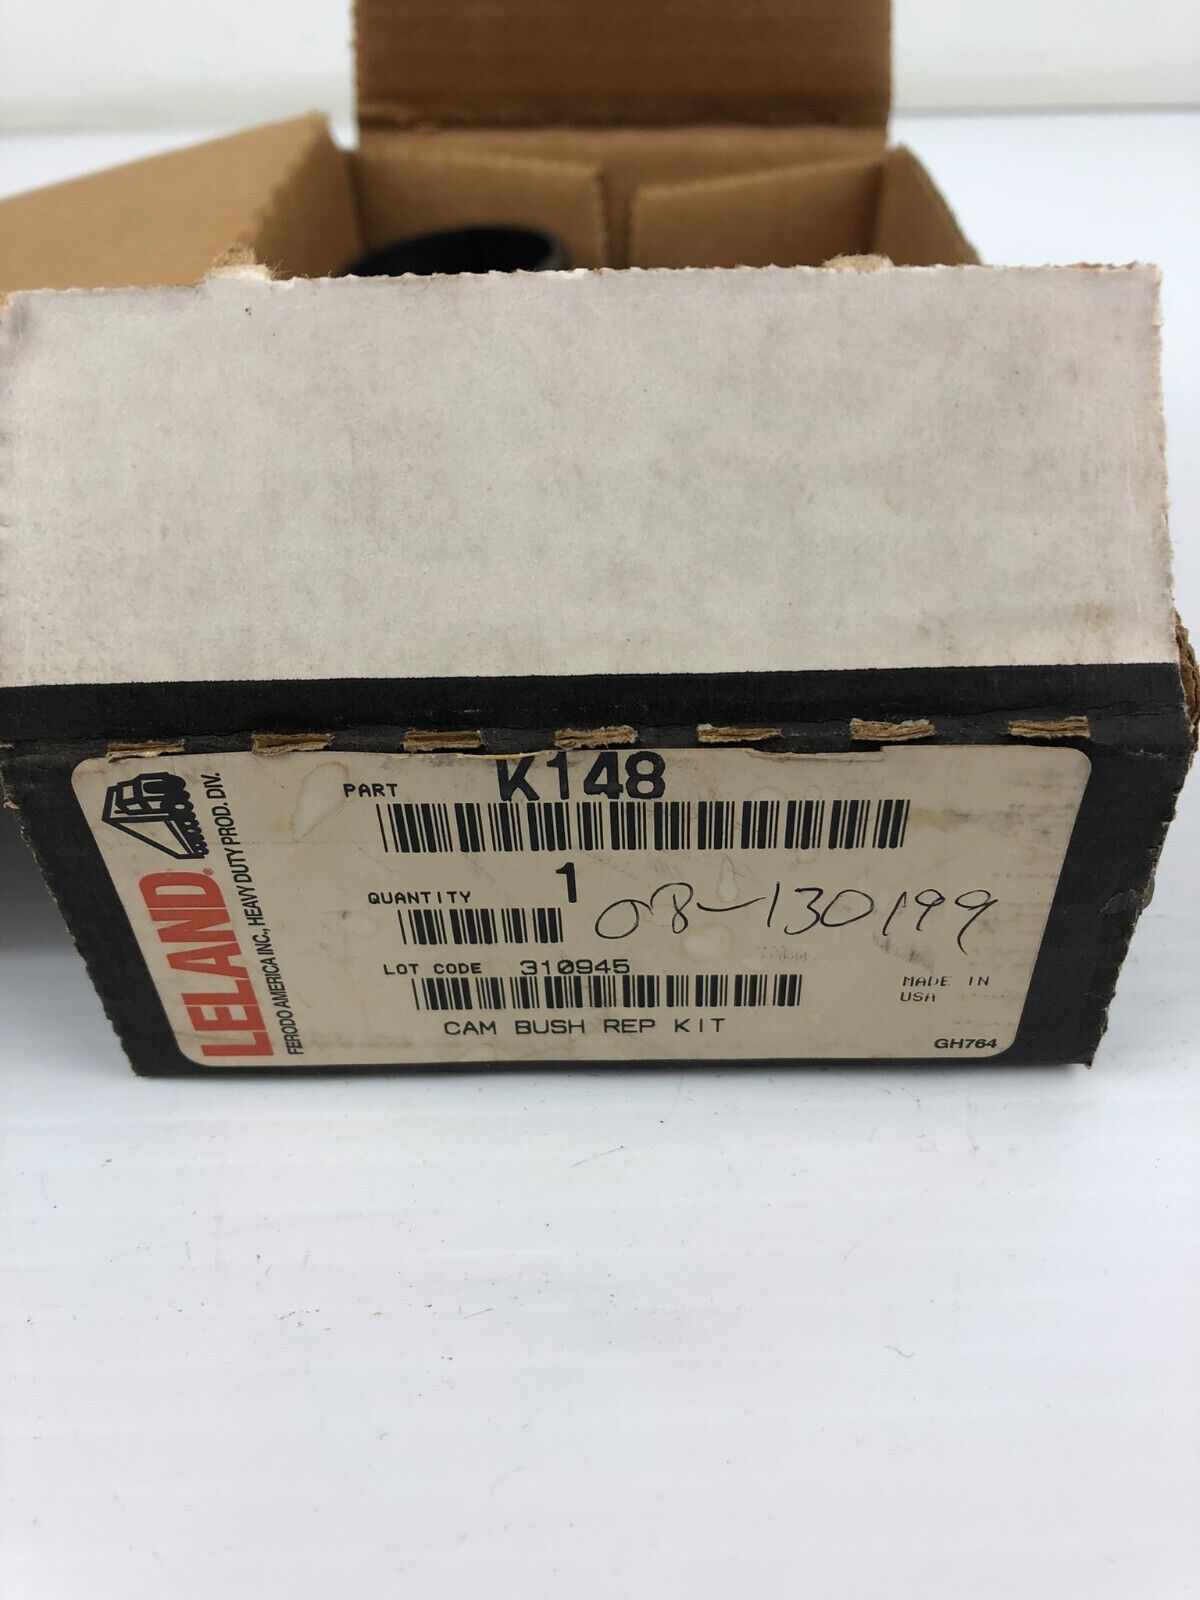 PART K148
QUANTITY 1
08-130199
LOT CODE 310945
MADE IN
USA
CAM BUSH REP KIT
GH764
LELAND®
FERODO AMERICA INC., HEAVY DUTY PROD. DIV.